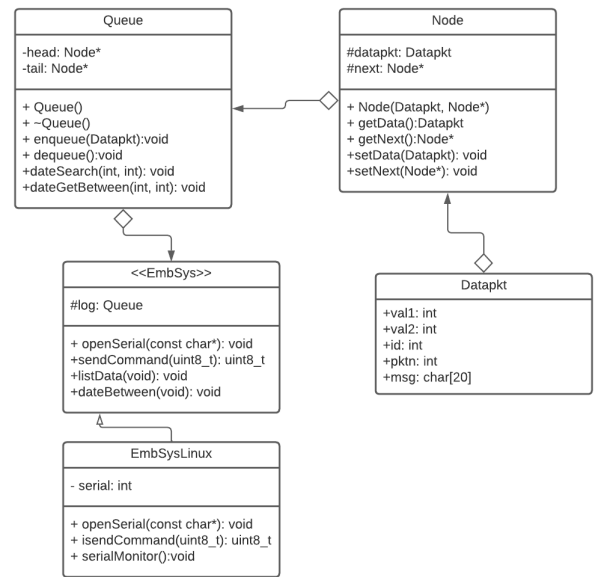 Queue
-head: Node*
-tail: Node*
+ Queue()
+ ~Queue()
+ enqueue(Datapkt):void
+ dequeue():void
+dateSearch(int, int): void
+dateGetBetween(int, int): void
Node
#datapkt: Datapkt
#next: Node*
+ Node(Datapkt, Node*)
+ getData():Datapkt
+ getNext():Node*
+setData(Datapkt): void
+setNext(Node*): void
<<EmbSys>>
#log: Queue
+ openSerial(const char*): void
+sendCommand(uint8_t): uint8_t
+listData(void): void
+dateBetween(void): void
Datapkt
+val1: int
+val2: int
+id: int
+pktn: int
+msg: char[20]
EmbSysLinux
- serial: int
+ openSerial(const char*): void
+ isendCommand(uint8_t): uint8_t
+ serialMonitor():void